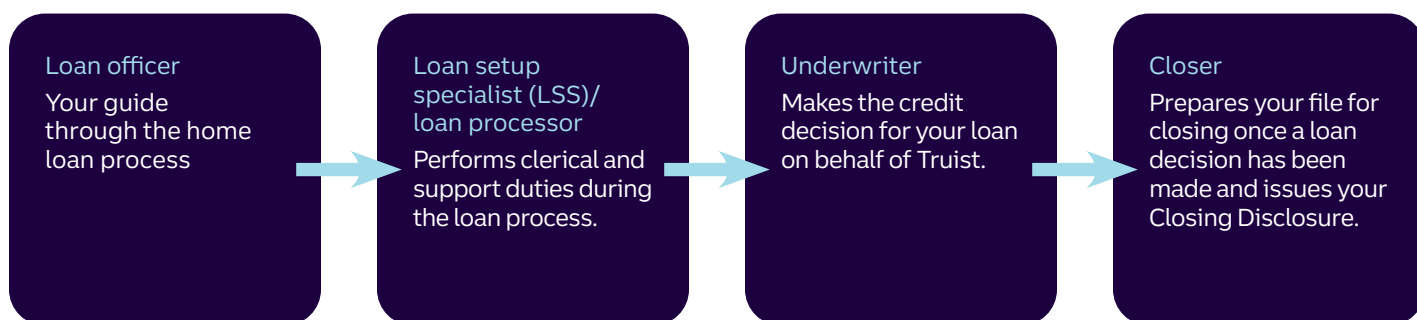 Loan officer
Your guide
through the home
loan process
Loan setup
specialist (LSS)/
loan processor
Performs clerical and
support duties during
the loan process.
Underwriter
Makes the credit
decision for your loan
on behalf of Truist.
Closer
Prepares your file for
closing once a loan
decision has been
made and issues your
Closing Disclosure.